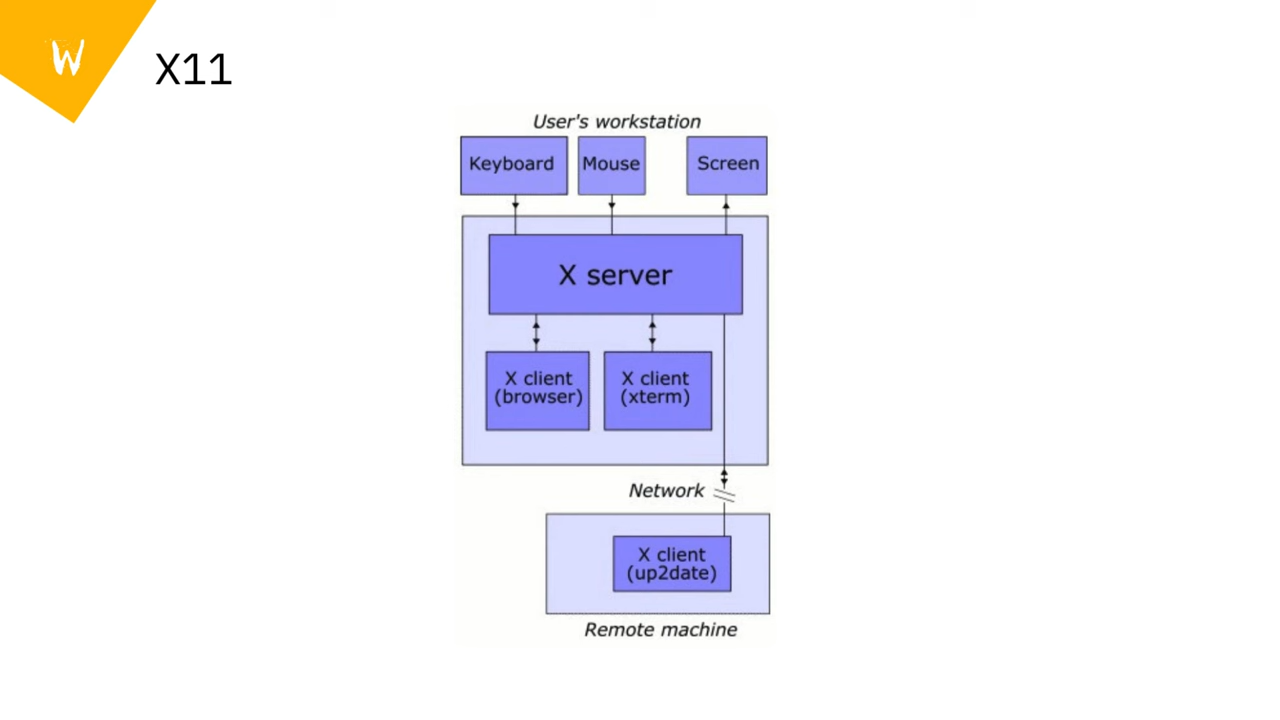 W
X11
User's workstation
Keyboard
Mouse
Screen
X server
X client
(browser)
X client
(xterm)
Network
X client
(up2date)
Remote machine